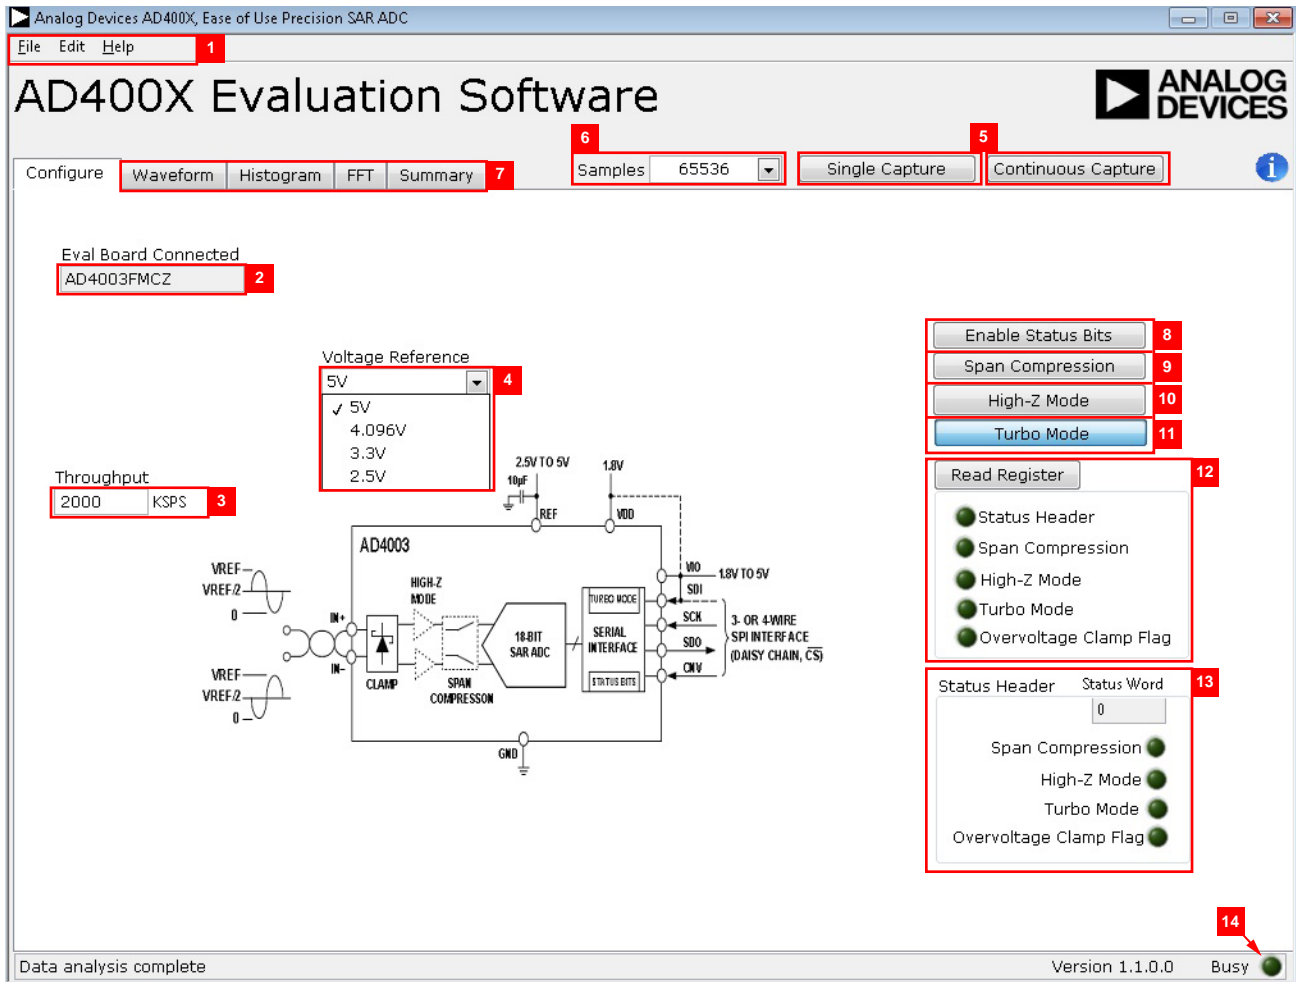 Analog Devices AD400X, Ease of Use Precision SAR ADC
File Edit Help
1
AD400X Evaluation Software
ANALOG
DEVICES
6
5
Configure
Waveform
Histogram
FFT
Summary
7
Samples
65536
Single Capture
Continuous Capture
i
Eval Board Connected
AD4003FMCZ
2
Voltage Reference
5V
4
✓ 5V
4.096V
3.3V
2.5V
Throughput
2000 KSPS
3
Enable Status Bits
8
Span Compression
9
High-Z Mode
10
Turbo Mode
11
Read Register
12
Status Header
Span Compression
High-Z Mode
Turbo Mode
Overvoltage Clamp Flag
Status Header
Status Word
13
0
Span Compression
High-Z Mode
Turbo Mode
Overvoltage Clamp Flag
2.5V TO 5V
1.8V
10µF
REF
VDD
AD4003
VREF
VREF/2
0
IN+
IN–
VREF
VREF/2
0
HIGH-Z
MODE
CLAMP
SPAN
COMPRESSON
18-BIT
SAR ADC
TURBO MODE
SERIAL
INTERFACE
STATUS BITS
VIO
1.8V TO 5V
SDI
SCK
SDO
CNV
3- OR 4-WIRE
SPI INTERFACE
(DAISY CHAIN, CS)
GND
14
Data analysis complete
Version 1.1.0.0
Busy